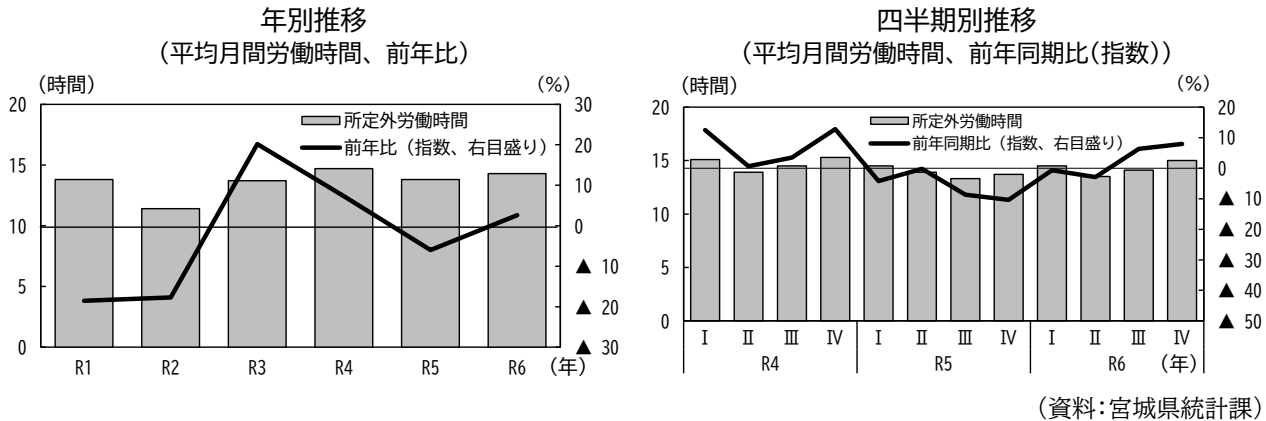 年別推移
（平均月間労働時間、前年比）
（時間）
（%）
20
15
10
5
0
30
20
10
0
▲ 10
▲ 20
▲ 30
所定外労働時間
前年比（指数、右目盛り）
R1 R2 R3 R4 R5 R6 （年）
四半期別推移
（平均月間労働時間、前年同期比（指数））
（時間）
（%）
20
15
10
5
0
20
10
0
▲ 10
▲ 20
▲ 30
▲ 40
▲ 50
所定外労働時間
前年同期比（指数、右目盛り）
Ⅰ Ⅱ Ⅲ Ⅳ Ⅰ Ⅱ Ⅲ Ⅳ Ⅰ Ⅱ Ⅲ Ⅳ
R4 R5 R6 （年）
（資料：宮城県統計課）